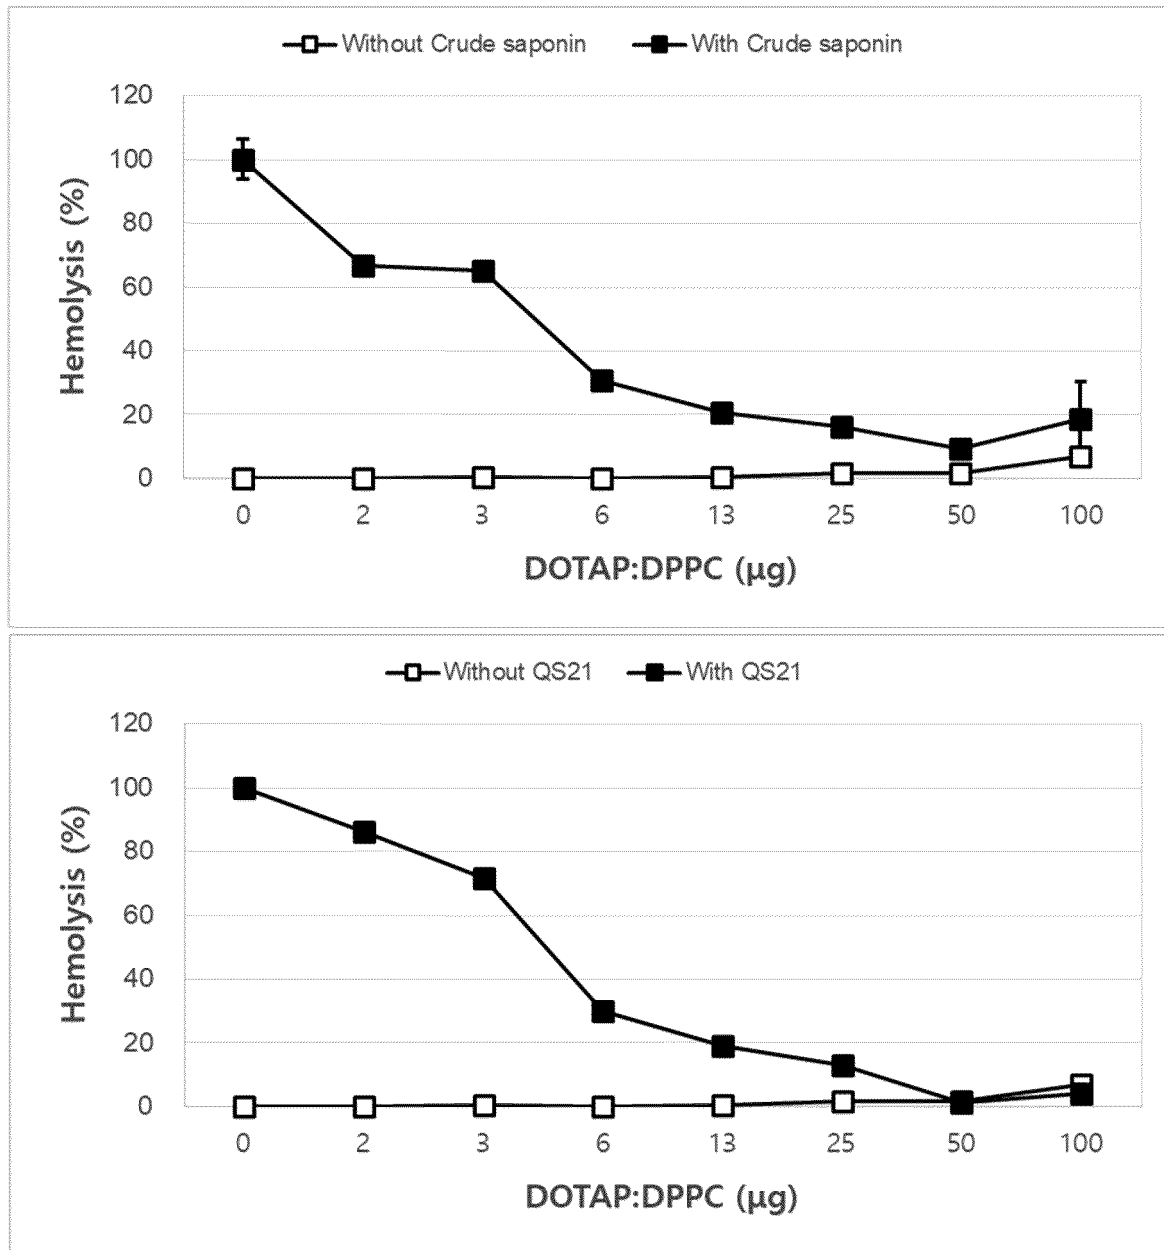 Without Crude saponin With Crude saponin
120
100
80
60
40
20
0
Hemolysis (%)
0 2 3 6 13 25 50 100
DOTAP:DPPC (µg)
Without QS21 With QS21
120
100
80
60
40
20
0
Hemolysis (%)
0 2 3 6 13 25 50 100
DOTAP:DPPC (µg)